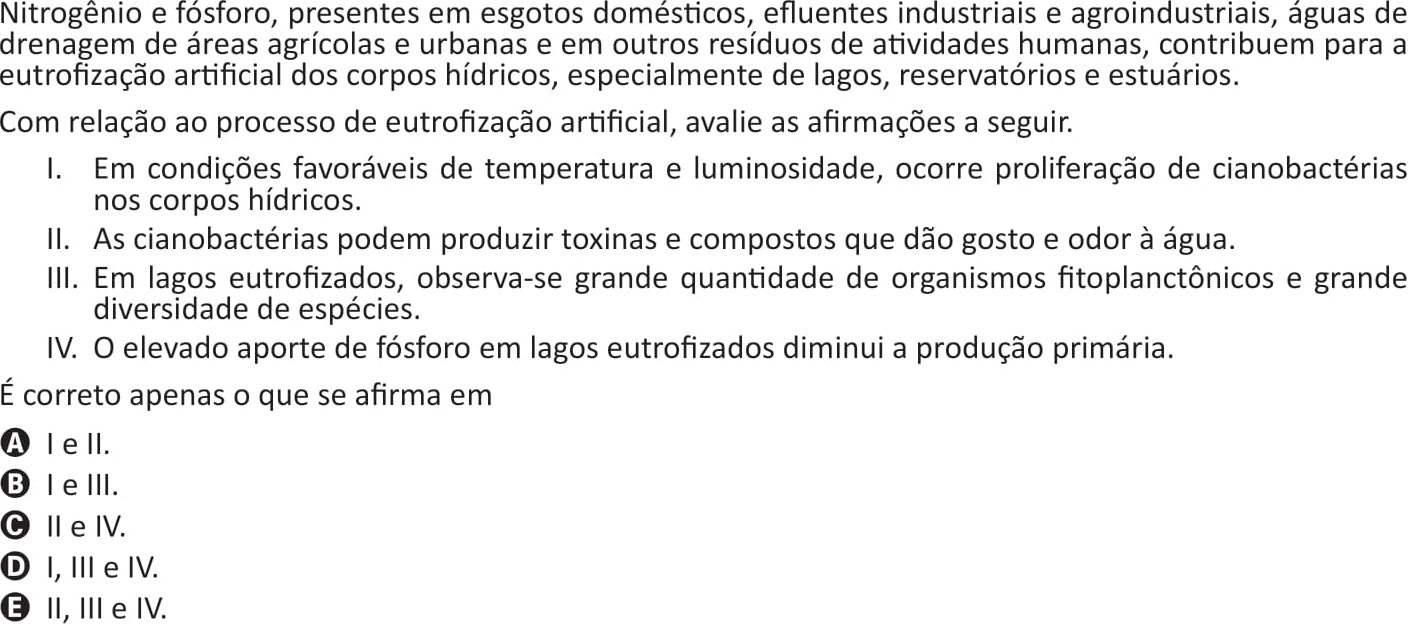 Nitrogênio e fósforo, presentes em esgotos domésticos, efluentes industriais e agroindustriais, águas de
drenagem de áreas agrícolas e urbanas e em outros resíduos de atividades humanas, contribuem para a
eutrofização artificial dos corpos hídricos, especialmente de lagos, reservatórios e estuários.
Com relação ao processo de eutrofização artificial, avalie as afirmações a seguir.
I. Em condições favoráveis de temperatura e luminosidade, ocorre proliferação de cianobactérias
nos corpos hídricos.
II. As cianobactérias podem produzir toxinas e compostos que dão gosto e odor à água.
III. Em lagos eutrofizados, observa-se grande quantidade de organismos fitoplanctônicos e grande
diversidade de espécies.
IV. O elevado aporte de fósforo em lagos eutrofizados diminui a produção primária.
É correto apenas o que se afirma em
A I e II.
B I e III.
C II e IV.
D I, III e IV.
E II, III e IV.